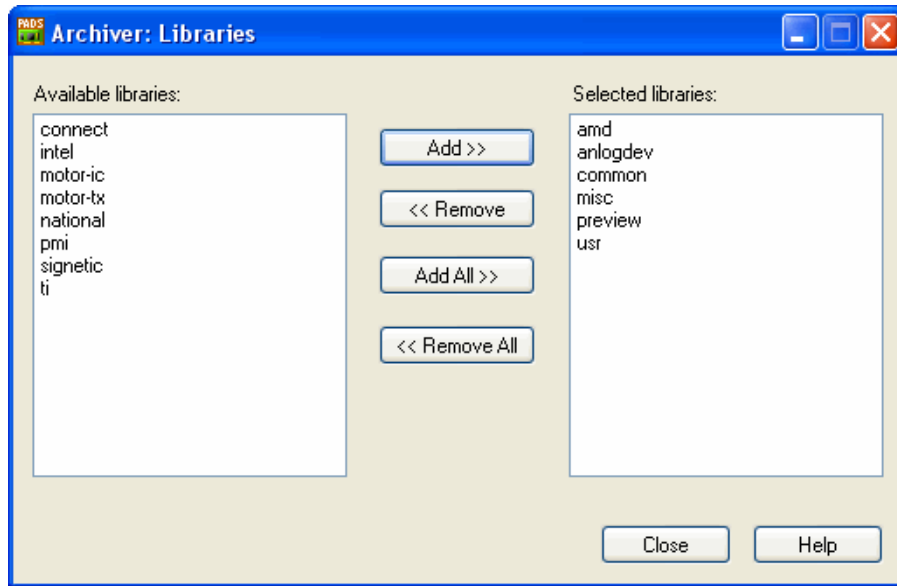 PADS
Archiver: Libraries
Available libraries:
connect
intel
motor-ic
motor-tx
national
pmi
signetic
ti
Add >>
<< Remove
Add All >>
<< Remove All
Selected libraries:
amd
anlogdev
common
misc
preview
usr
Close
Help